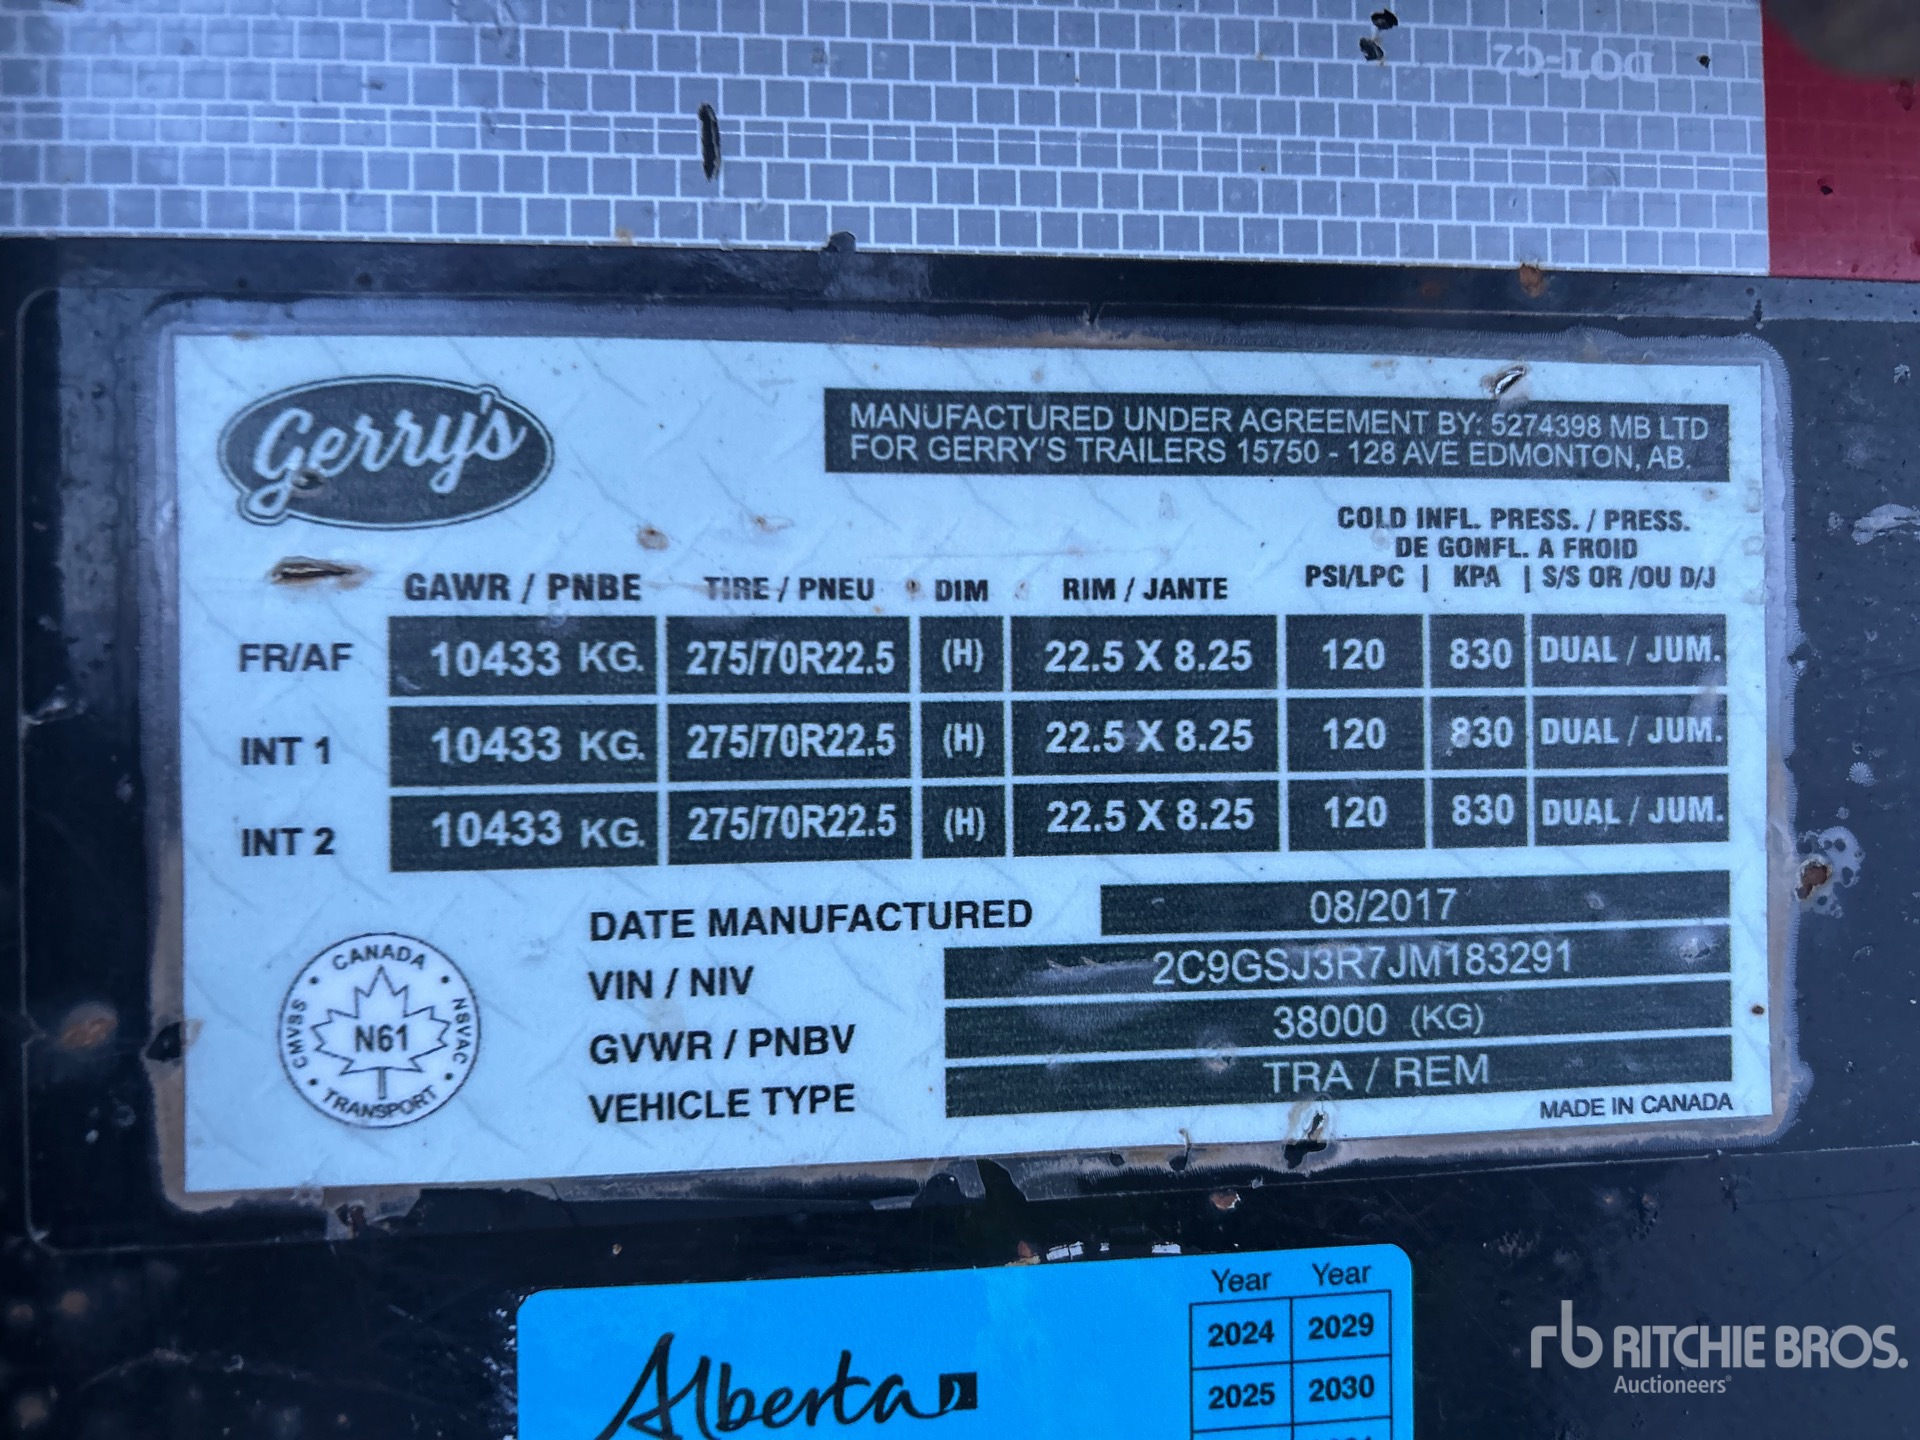 DOT-C2
Gerry's
MANUFACTURED UNDER AGREEMENT BY: 5274398 MB LTD
FOR GERRY'S TRAILERS 15750 - 128 AVE EDMONTON, AB.
COLD INFL. PRESS. / PRESS.
DE GONFL. A FROID
GAWR / PNBE TIRE / PNEU DIM RIM / JANTE PSI/LPC | KPA | S/S OR /OU D/J
FR/AF 10433 KG. 275/70R22.5 (H) 22.5 X 8.25 120 830 DUAL / JUM.
INT 1 10433 KG. 275/70R22.5 (H) 22.5 X 8.25 120 830 DUAL / JUM.
INT 2 10433 KG. 275/70R22.5 (H) 22.5 X 8.25 120 830 DUAL / JUM.
DATE MANUFACTURED 08/2017
VIN / NIV 2C9GSJ3R7JM183291
GVWR / PNBV 38000 (KG)
VEHICLE TYPE TRA / REM
MADE IN CANADA
CANADA
CMVSS
NSVAC
N61
TRANSPORT
Alberta
Year Year
2024 2029
2025 2030
rb RITCHIE BROS.
Auctioneers